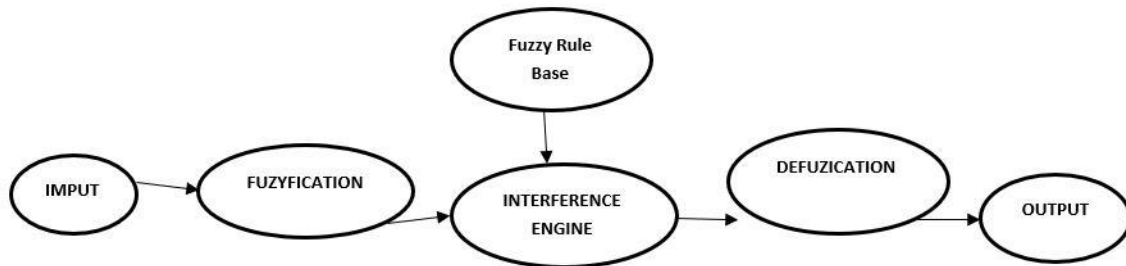 Fuzzy Rule
Base
IMPUT
FUZYFICATION
INTERFERENCE
ENGINE
DEFUZICATION
OUTPUT